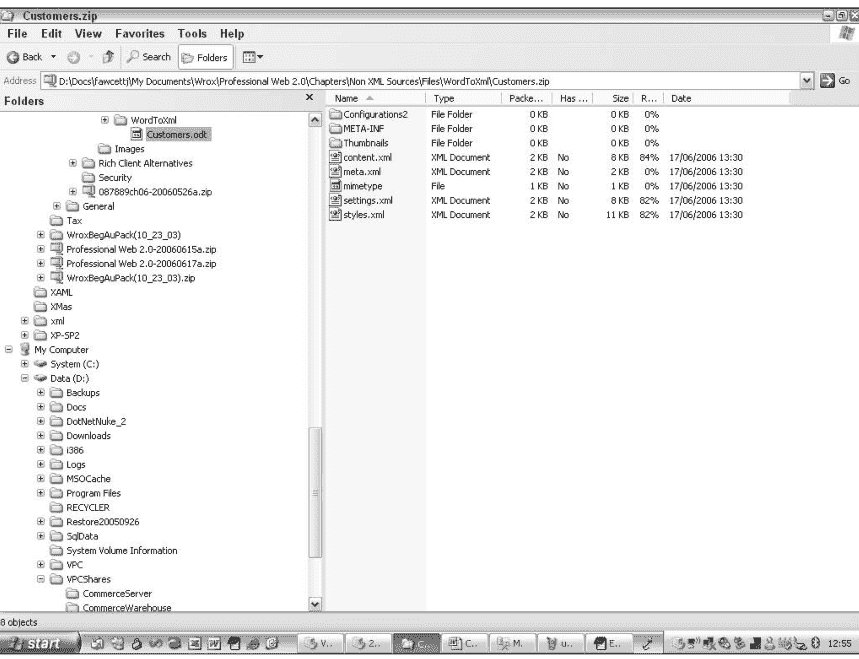 Customers.zip
File Edit View Favorites Tools Help
Back Search Folders
Address D:\Docs\fawcettj\My Documents\Wrox\Professional Web 2.0\Chapters\Non XML Sources\Files\WordToXml\Customers.zip Go
Folders
Name Type Packe... Has ... Size R... Date
WordToXml
Customers.odt
Images
Rich Client Alternatives
Security
087889ch06-20060526a.zip
General
Tax
WroxBegAuPack(10_23_03)
Professional Web 2.0-20060615a.zip
Professional Web 2.0-20060617a.zip
WroxBegAuPack(10_23_03).zip
XAML
XMas
xml
XP-SP2
My Computer
System (C:)
Data (D:)
Backups
Docs
DotNetNuke_2
Downloads
i386
Logs
MSOCache
Program Files
RECYCLER
Restore20050926
SqlData
System Volume Information
VPC
VPCShares
CommerceServer
CommerceWarehouse
Configurations2 File Folder 0 KB 0 KB 0%
META-INF File Folder 0 KB 0 KB 0%
Thumbnails File Folder 0 KB 0 KB 0%
content.xml XML Document 2 KB No 8 KB 84% 17/06/2006 13:30
meta.xml XML Document 2 KB No 2 KB 0% 17/06/2006 13:30
mimetype File 1 KB No 1 KB 0% 17/06/2006 13:30
settings.xml XML Document 2 KB No 8 KB 82% 17/06/2006 13:30
styles.xml XML Document 2 KB No 11 KB 82% 17/06/2006 13:30
8 objects
start V.. 2.. C.. C.. M. u.. E.. 12:55